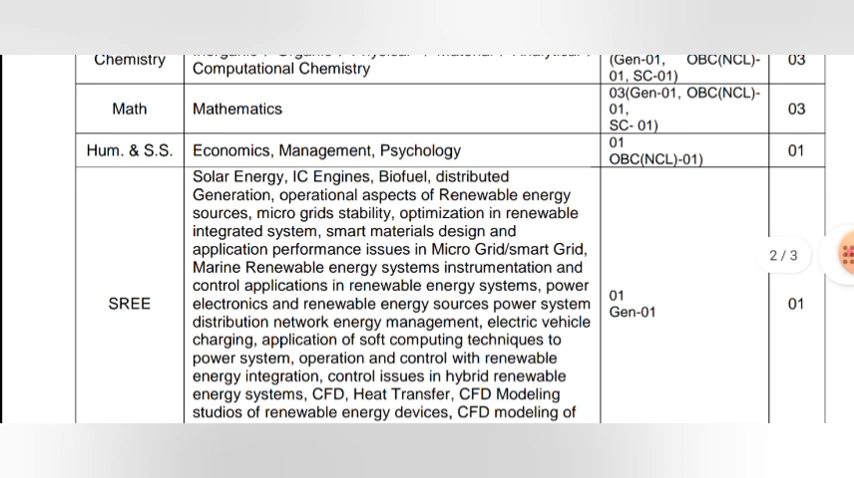 Chemistry
Computational Chemistry
(Gen-01, OBC(NCL)-
01, SC-01)
03
Math
Mathematics
03(Gen-01, OBC(NCL)-
01,
SC- 01)
03
Hum. & S.S.
Economics, Management, Psychology
01
OBC(NCL)-01)
01
SREE
Solar Energy, IC Engines, Biofuel, distributed
Generation, operational aspects of Renewable energy
sources, micro grids stability, optimization in renewable
integrated system, smart materials design and
application performance issues in Micro Grid/smart Grid,
Marine Renewable energy systems instrumentation and
control applications in renewable energy systems, power
electronics and renewable energy sources power system
distribution network energy management, electric vehicle
charging, application of soft computing techniques to
power system, operation and control with renewable
energy integration, control issues in hybrid renewable
energy systems, CFD, Heat Transfer, CFD Modeling
studios of renewable energy devices, CFD modeling of
01
Gen-01
01
2 / 3